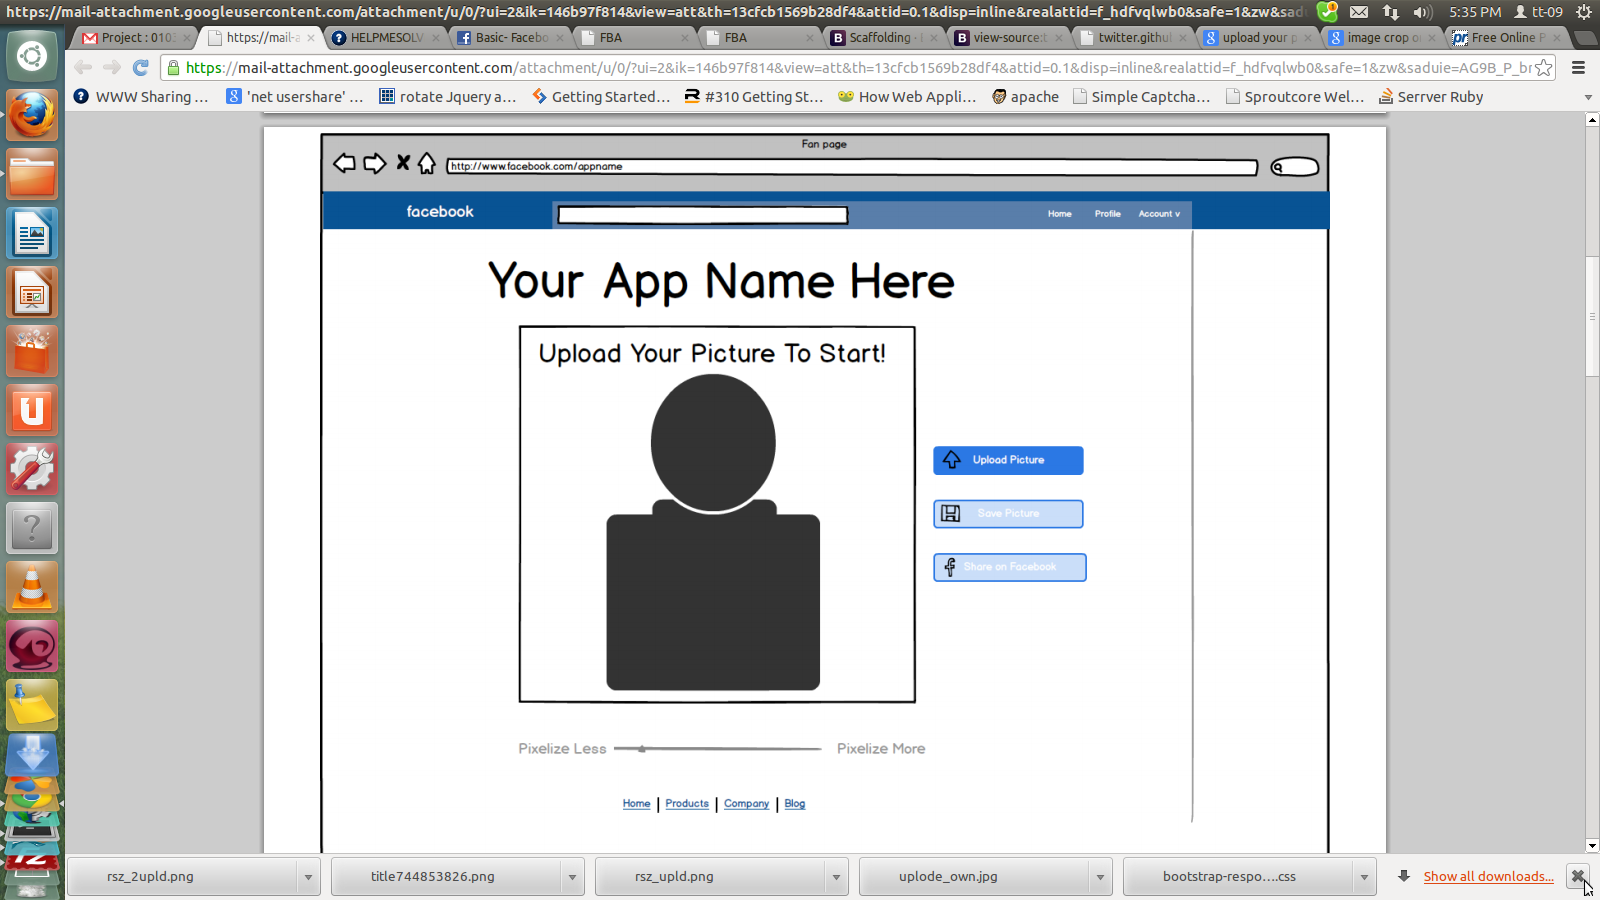 https://mail-attachment.googleusercontent.com/attachment/u/0/?ui=2&ik=146b97f814&view=att&th=13cfcb1569b28df4&attid=0.1&disp=inline&realattid=f_hdfvqlwb0&safe=1&zw&sadu
5:35 PM
tt-09
Project : 010
https://mail-a
HELPMESOLV
Basic- Facebo
FBA
FBA
Scaffolding -
view-source:t
twitter.githul
upload your p
image crop o
Free Online P
https://mail-attachment.googleusercontent.com/attachment/u/0/?ui=2&ik=146b97f814&view=att&th=13cfcb1569b28df4&attid=0.1&disp=inline&realattid=f_hdfvqlwb0&safe=1&zw&saduie=AG9B_P_br
WWW Sharing ...
'net usershare' ...
rotate Jquery a...
Getting Started...
#310 Getting St...
How Web Appli...
apache
Simple Captcha...
Sproutcore Wel...
Serrver Ruby
Fan page
http://www.facebook.com/appname
facebook
Home
Profile
Account v
Your App Name Here
Upload Your Picture To Start!
Upload Picture
Save Picture
Share on Facebook
Pixelize Less
Pixelize More
Home | Products | Company | Blog
rsz_2upld.png
title744853826.png
rsz_upld.png
uplode_own.jpg
bootstrap-respo....css
Show all downloads...